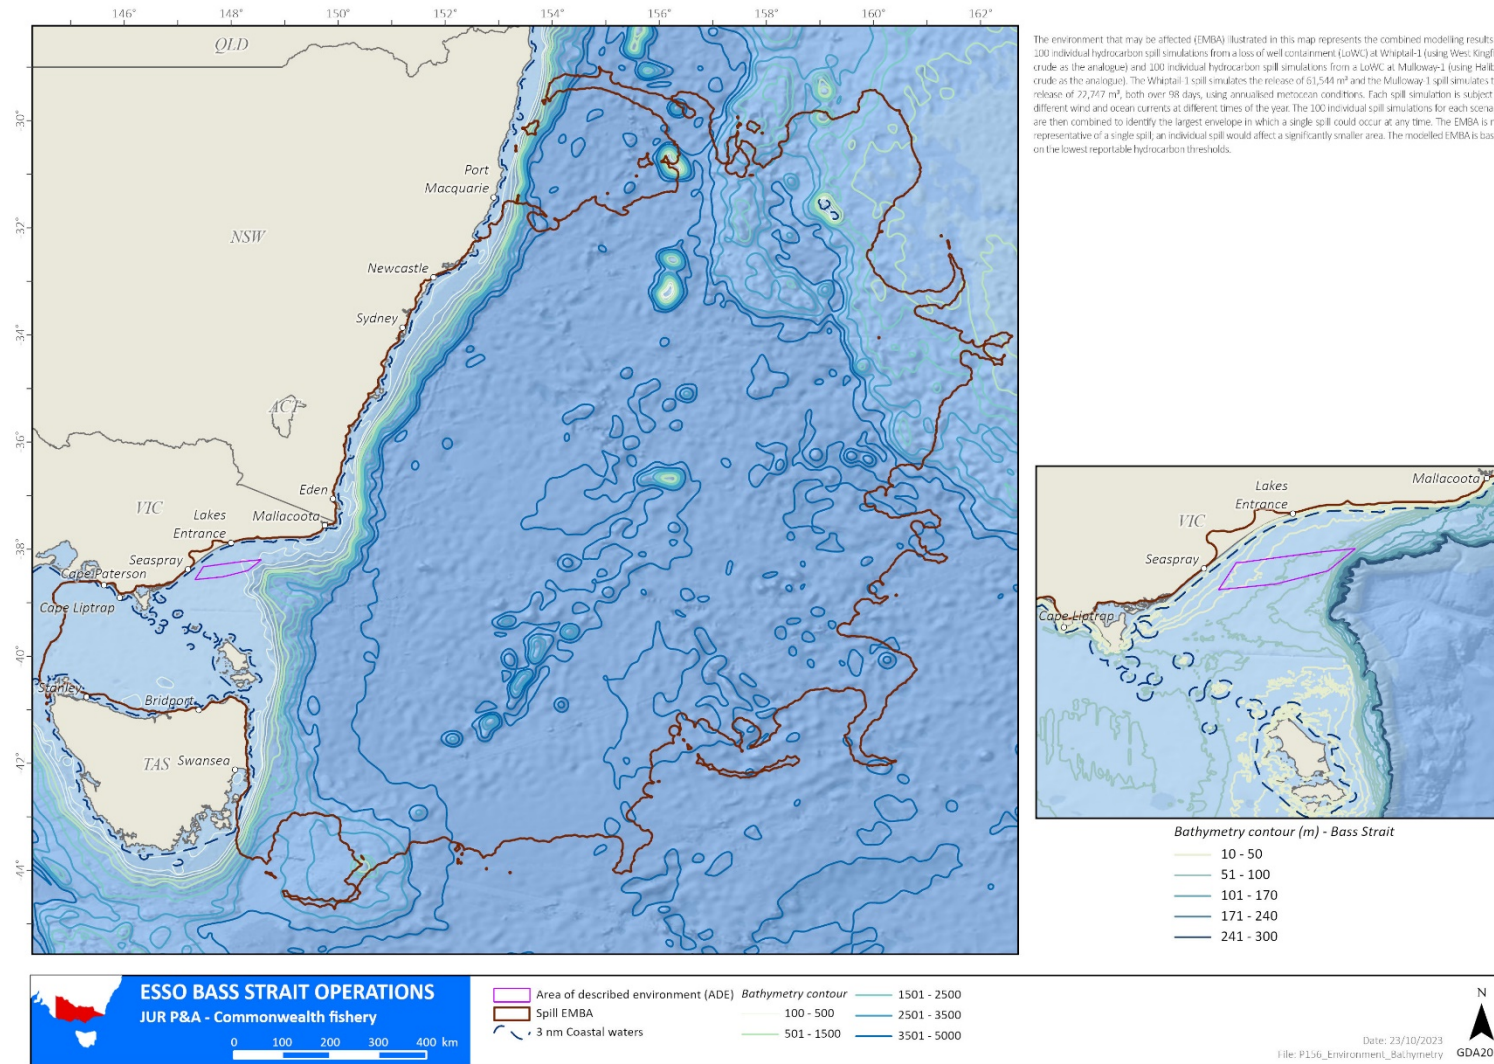 146° 148° 150° 152° 154° 156° 158° 160° 162°
30°
32°
34°
36°
38°
40°
42°
44°
QLD
NSW
ACT
VIC
TAS
Port
Macquarie
Newcastle
Sydney
Eden
Mallacoota
Lakes
Entrance
Seaspray
Cape Paterson
Cape Liptrap
Stanley
Bridport
Swansea
The environment that may be affected (EMBA) illustrated in this map represents the combined modelling results
100 individual hydrocarbon spill simulations from a loss of well containment (LoWC) at Whiptail-1 (using West
crude as the analogue) and 100 individual hydrocarbon spill simulations from a LoWC at Mulloway-1 (using
crude as the analogue). The Whiptail-1 spill simulates the release of 61,544 m³ and the Mulloway-1 spill simulates
release of 22,747 m³, both over 98 days, using annualised metocean conditions. Each spill simulation is subject
different wind and ocean currents at different times of the year. The 100 individual spill simulations for each
are then combined to identify the largest envelope in which a single spill could occur at any time. The EMBA is
representative of a single spill; an individual spill would affect a significantly smaller area. The modelled EMBA is
on the lowest reportable hydrocarbon thresholds.
Mallacoota
Lakes
Entrance
VIC
Seaspray
Cape Liptrap
Bathymetry contour (m) - Bass Strait
10 - 50
51 - 100
101 - 170
171 - 240
241 - 300
ESSO BASS STRAIT OPERATIONS
JUR P&A - Commonwealth fishery
0 100 200 300 400 km
Area of described environment (ADE)
Spill EMBA
3 nm Coastal waters
Bathymetry contour
100 - 500
501 - 1500
1501 - 2500
2501 - 3500
3501 - 5000
N
Date: 23/10/2023
File: P156_Environment_Bathymetry
GDA20